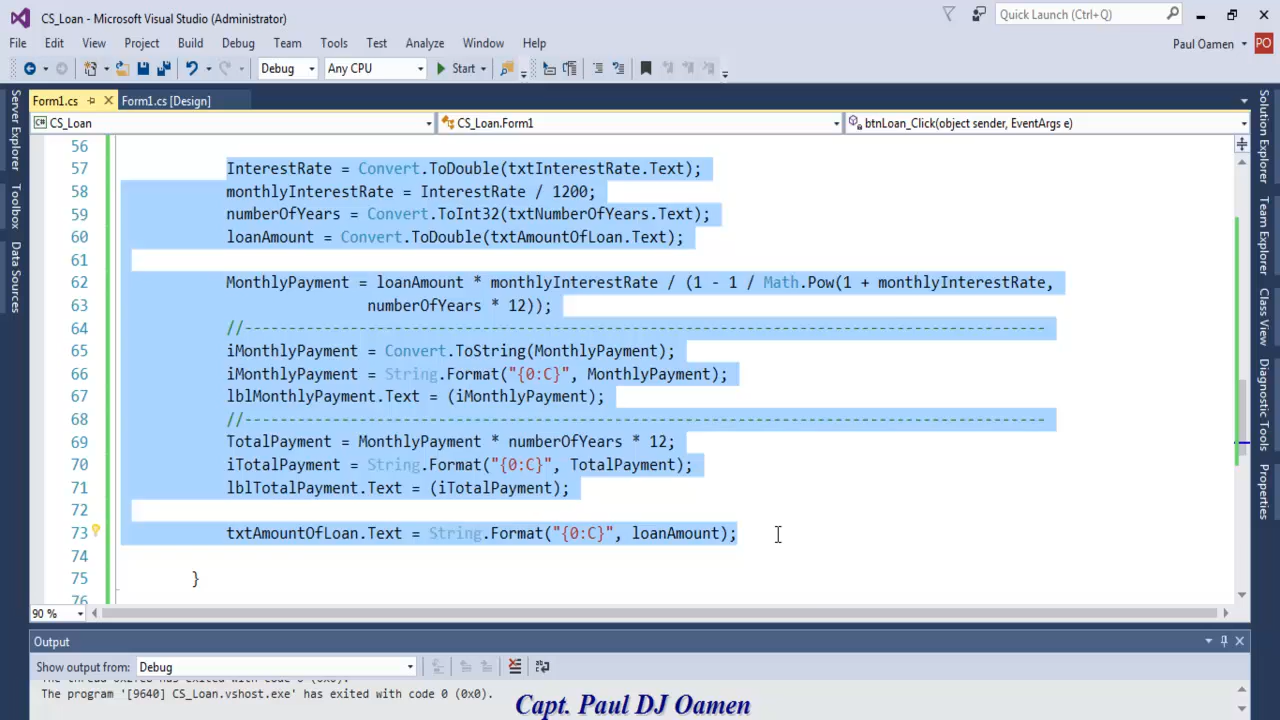 CS_Loan - Microsoft Visual Studio (Administrator)
Quick Launch (Ctrl+Q)
File Edit View Project Build Debug Team Tools Test Analyze Window Help
Paul Oamen PO
Debug Any CPU Start
Form1.cs Form1.cs [Design]
CS_Loan CS_Loan.Form1 btnLoan_Click(object sender, EventArgs e)
Server Explorer
Toolbox
Data Sources
56
57 InterestRate = Convert.ToDouble(txtInterestRate.Text);
58 monthlyInterestRate = InterestRate / 1200;
59 numberOfYears = Convert.ToInt32(txtNumberOfYears.Text);
60 loanAmount = Convert.ToDouble(txtAmountOfLoan.Text);
61
62 MonthlyPayment = loanAmount * monthlyInterestRate / (1 - 1 / Math.Pow(1 + monthlyInterestRate,
63 numberOfYears * 12));
64 //-------------------------------------------------------------------------------------------
65 iMonthlyPayment = Convert.ToString(MonthlyPayment);
66 iMonthlyPayment = String.Format("{0:C}", MonthlyPayment);
67 lblMonthlyPayment.Text = (iMonthlyPayment);
68 //-------------------------------------------------------------------------------------------
69 TotalPayment = MonthlyPayment * numberOfYears * 12;
70 iTotalPayment = String.Format("{0:C}", TotalPayment);
71 lblTotalPayment.Text = (iTotalPayment);
72
73 txtAmountOfLoan.Text = String.Format("{0:C}", loanAmount);
74
75 }
76
Solution Explorer
Team Explorer
Class View
Diagnostic Tools
Properties
90 %
Output
Show output from: Debug
The program '[9640] CS_Loan.vshost.exe' has exited with code 0 (0x0).
Capt. Paul DJ Oamen